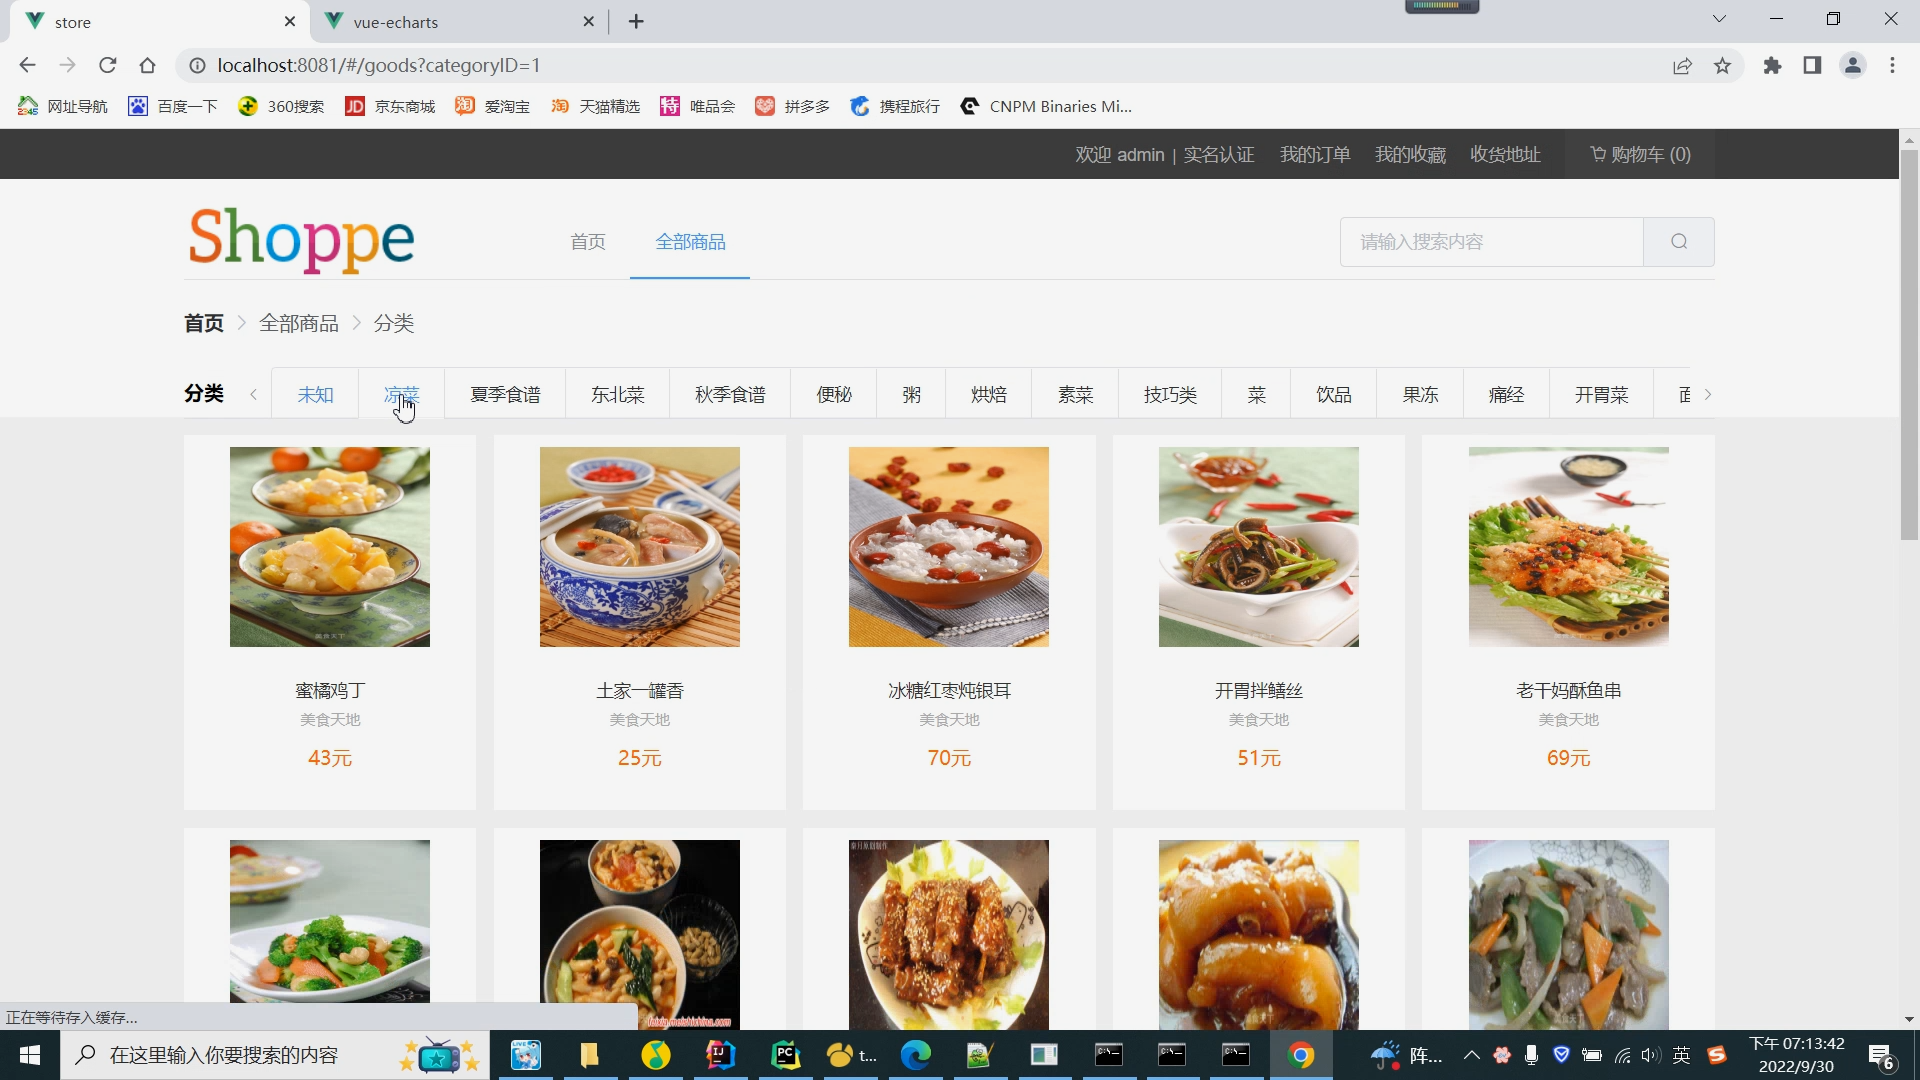 store
vue-echarts
localhost:8081/#/goods?categoryID=1
网址导航
百度一下
360搜索
京东商城
爱淘宝
天猫精选
唯品会
拼多多
携程旅行
CNPM Binaries Mi...
欢迎 admin | 实名认证
我的订单
我的收藏
收货地址
购物车 (0)
Shoppe
首页
全部商品
请输入搜索内容
首页
全部商品
分类
分类
未知
凉菜
夏季食谱
东北菜
秋季食谱
便秘
粥
烘焙
素菜
技巧类
菜
饮品
果冻
痛经
开胃菜
蜜橘鸡丁
美食天地
43元
土家一罐香
美食天地
25元
冰糖红枣炖银耳
美食天地
70元
开胃拌鳝丝
美食天地
51元
老干妈酥鱼串
美食天地
69元
正在等待存入缓存...
在这里输入你要搜索的内容
t...
阵...
英
下午 07:13:42
2022/9/30
6